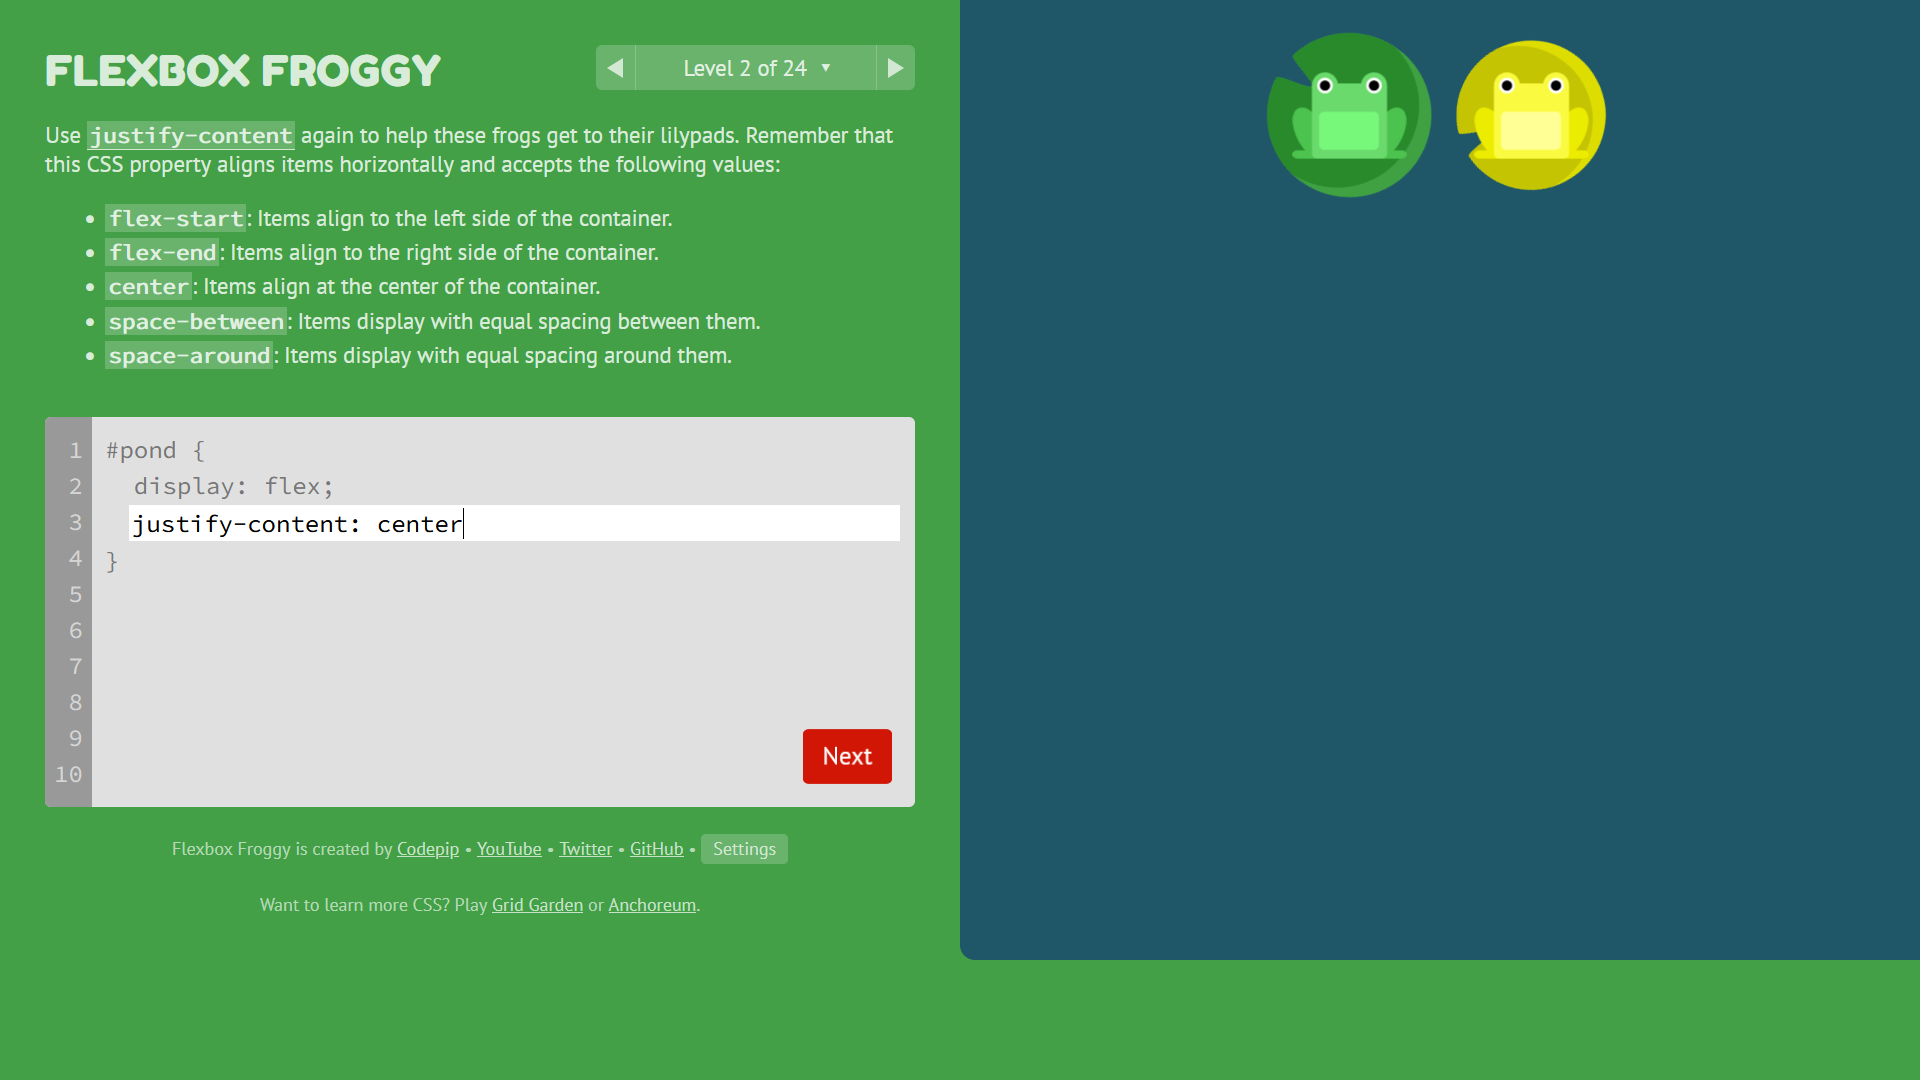 FLEXBOX FROGGY
Level 2 of 24 ▼
Use justify-content again to help these frogs get to their lilypads. Remember that
this CSS property aligns items horizontally and accepts the following values:
• flex-start: Items align to the left side of the container.
• flex-end: Items align to the right side of the container.
• center: Items align at the center of the container.
• space-between: Items display with equal spacing between them.
• space-around: Items display with equal spacing around them.
1 #pond {
2 display: flex;
3 justify-content: center
4 }
5
6
7
8
9
10
Next
Flexbox Froggy is created by Codepip • YouTube • Twitter • GitHub • Settings
Want to learn more CSS? Play Grid Garden or Anchoreum.